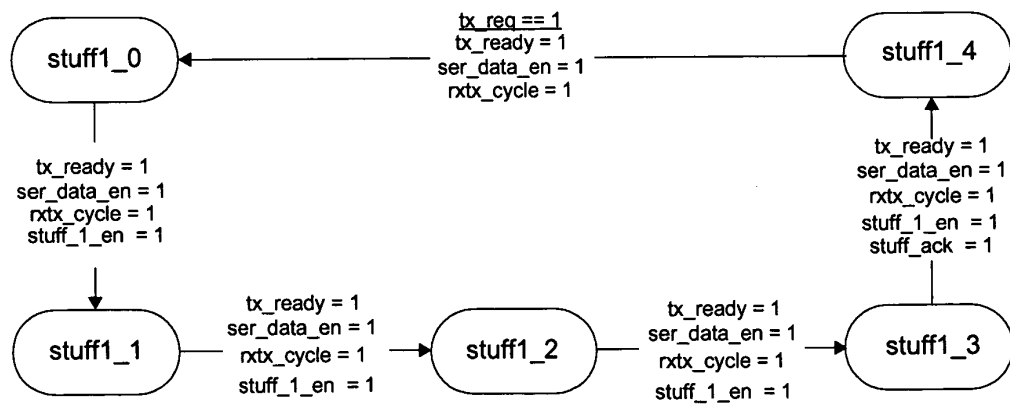 tx_req == 1
tx_ready = 1
ser_data_en = 1
rxtx_cycle = 1
stuff1_0
stuff1_4
tx_ready = 1
ser_data_en = 1
rxtx_cycle = 1
stuff_1_en = 1
tx_ready = 1
ser_data_en = 1
rxtx_cycle = 1
stuff_1_en = 1
stuff_ack = 1
stuff1_1
tx_ready = 1
ser_data_en = 1
rxtx_cycle = 1
stuff_1_en = 1
stuff1_2
tx_ready = 1
ser_data_en = 1
rxtx_cycle = 1
stuff_1_en = 1
stuff1_3